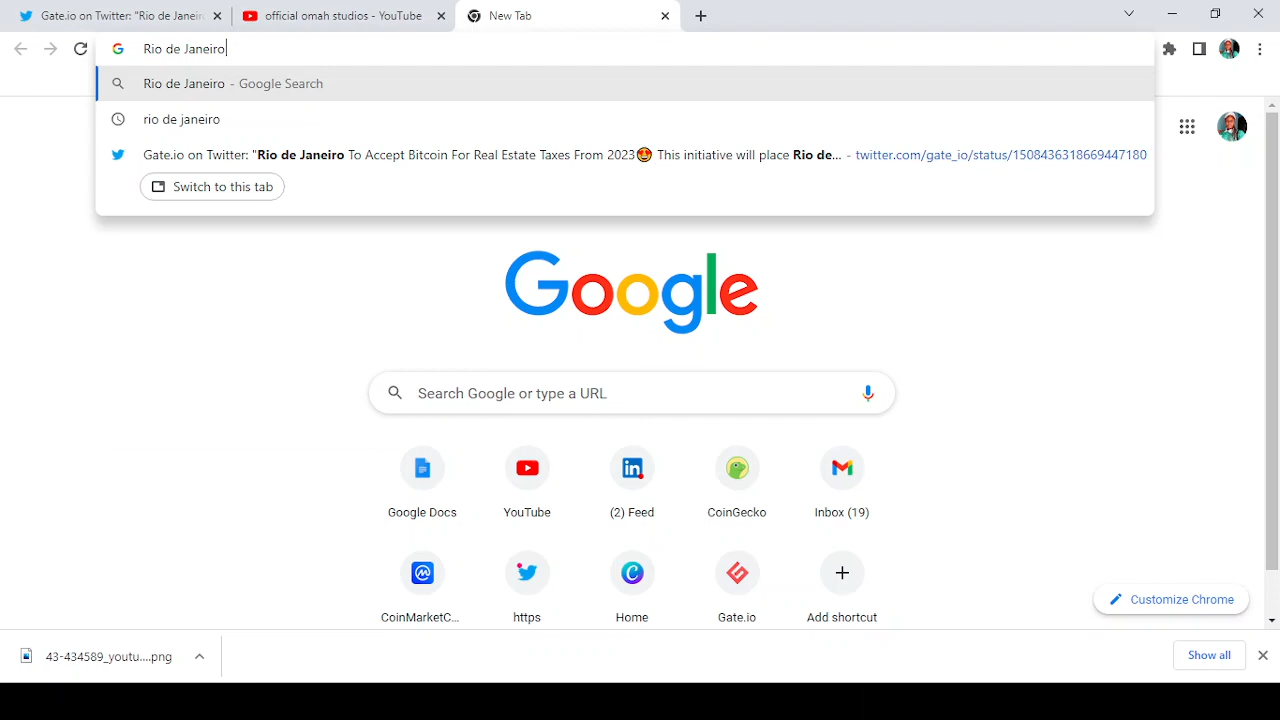 Gate.io on Twitter: "Rio de Janeir
official omah studios - YouTube
New Tab
Rio de Janeiro
Rio de Janeiro - Google Search
rio de janeiro
Gate.io on Twitter: "Rio de Janeiro To Accept Bitcoin For Real Estate Taxes From 2023😍 This initiative will place Rio de... - twitter.com/gate_io/status/1508436318669447180
Switch to this tab
Google
Search Google or type a URL
Google Docs
YouTube
(2) Feed
CoinGecko
Inbox (19)
CoinMarketC...
https
Home
Gate.io
Add shortcut
Customize Chrome
43-434589_youtu....png
Show all